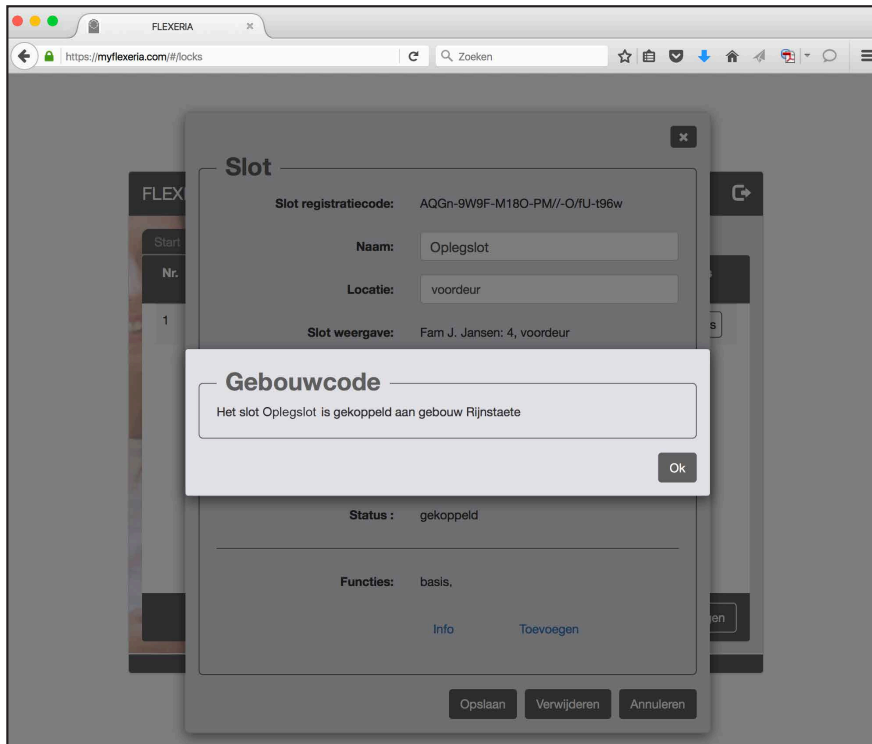 FLEXERIA
https://myflexeria.com/#/locks
Zoeken
Slot
FLEXE
Slot registratiecode: AQGn-9W9F-M18O-PM//-O/fU-t96w
Start
Naam: Oplegslot
Nr.
Locatie: voordeur
1
s
Slot weergave: Fam J. Jansen: 4, voordeur
Gebouwcode
Het slot Oplegslot is gekoppeld aan gebouw Rijnstaete
Ok
Status : gekoppeld
Functies: basis,
en
Info Toevoegen
Opslaan Verwijderen Annuleren